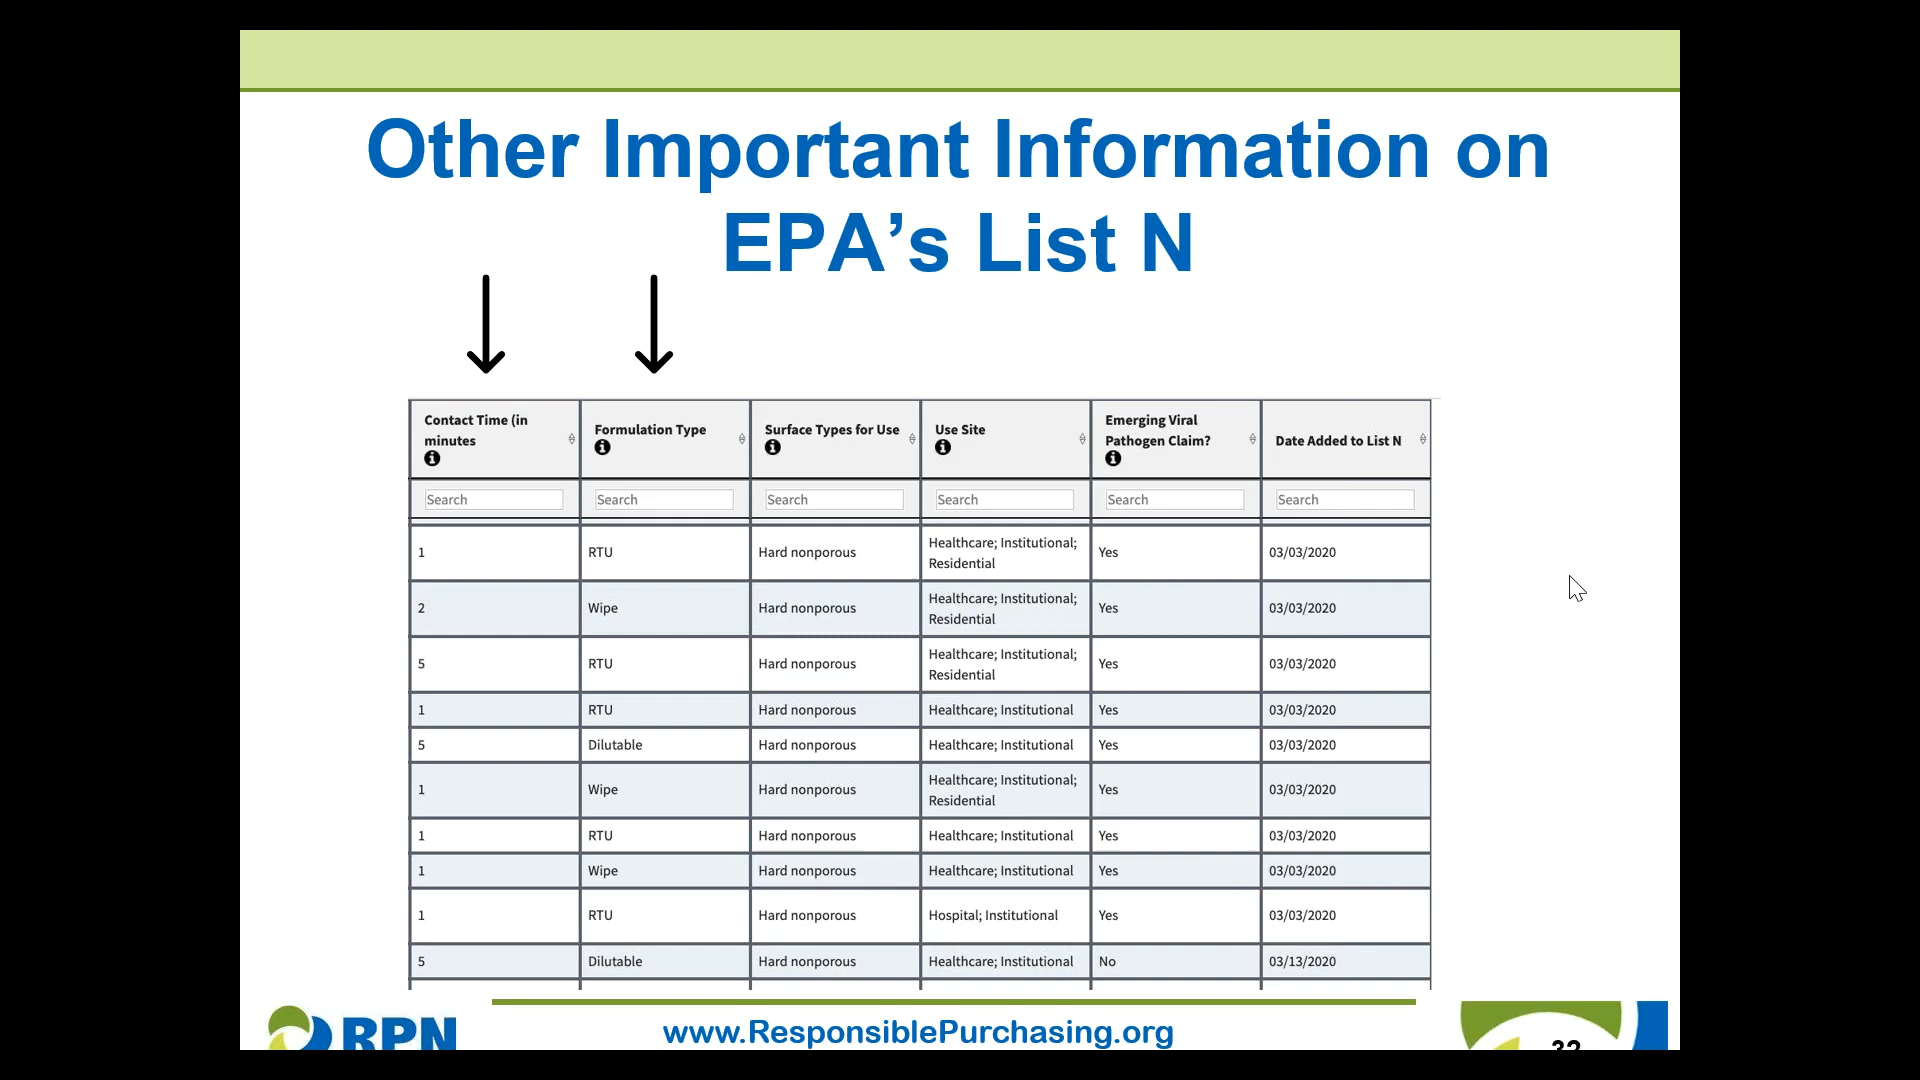 Other Important Information on
EPA’s List N
Contact Time (in minutes Formulation Type Surface Types for Use Use Site Emerging Viral Pathogen Claim? Date Added to List N
Search Search Search Search Search Search
1 RTU Hard nonporous Healthcare; Institutional; Residential Yes 03/03/2020
2 Wipe Hard nonporous Healthcare; Institutional; Residential Yes 03/03/2020
5 RTU Hard nonporous Healthcare; Institutional; Residential Yes 03/03/2020
1 RTU Hard nonporous Healthcare; Institutional Yes 03/03/2020
5 Dilutable Hard nonporous Healthcare; Institutional Yes 03/03/2020
1 Wipe Hard nonporous Healthcare; Institutional; Residential Yes 03/03/2020
1 RTU Hard nonporous Healthcare; Institutional Yes 03/03/2020
1 Wipe Hard nonporous Healthcare; Institutional Yes 03/03/2020
1 RTU Hard nonporous Hospital; Institutional Yes 03/03/2020
5 Dilutable Hard nonporous Healthcare; Institutional No 03/13/2020
RPN www.ResponsiblePurchasing.org